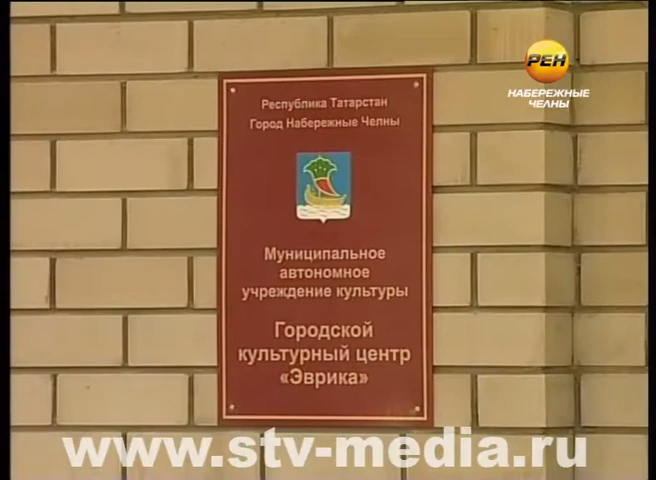 РЕН
НАБЕРЕЖНЫЕ
ЧЕЛНЫ
Республика Татарстан
Город Набережные Челны
Муниципальное
автономное
учреждение культуры
Городской
культурный центр
«Эврика»
www.stv-media.ru